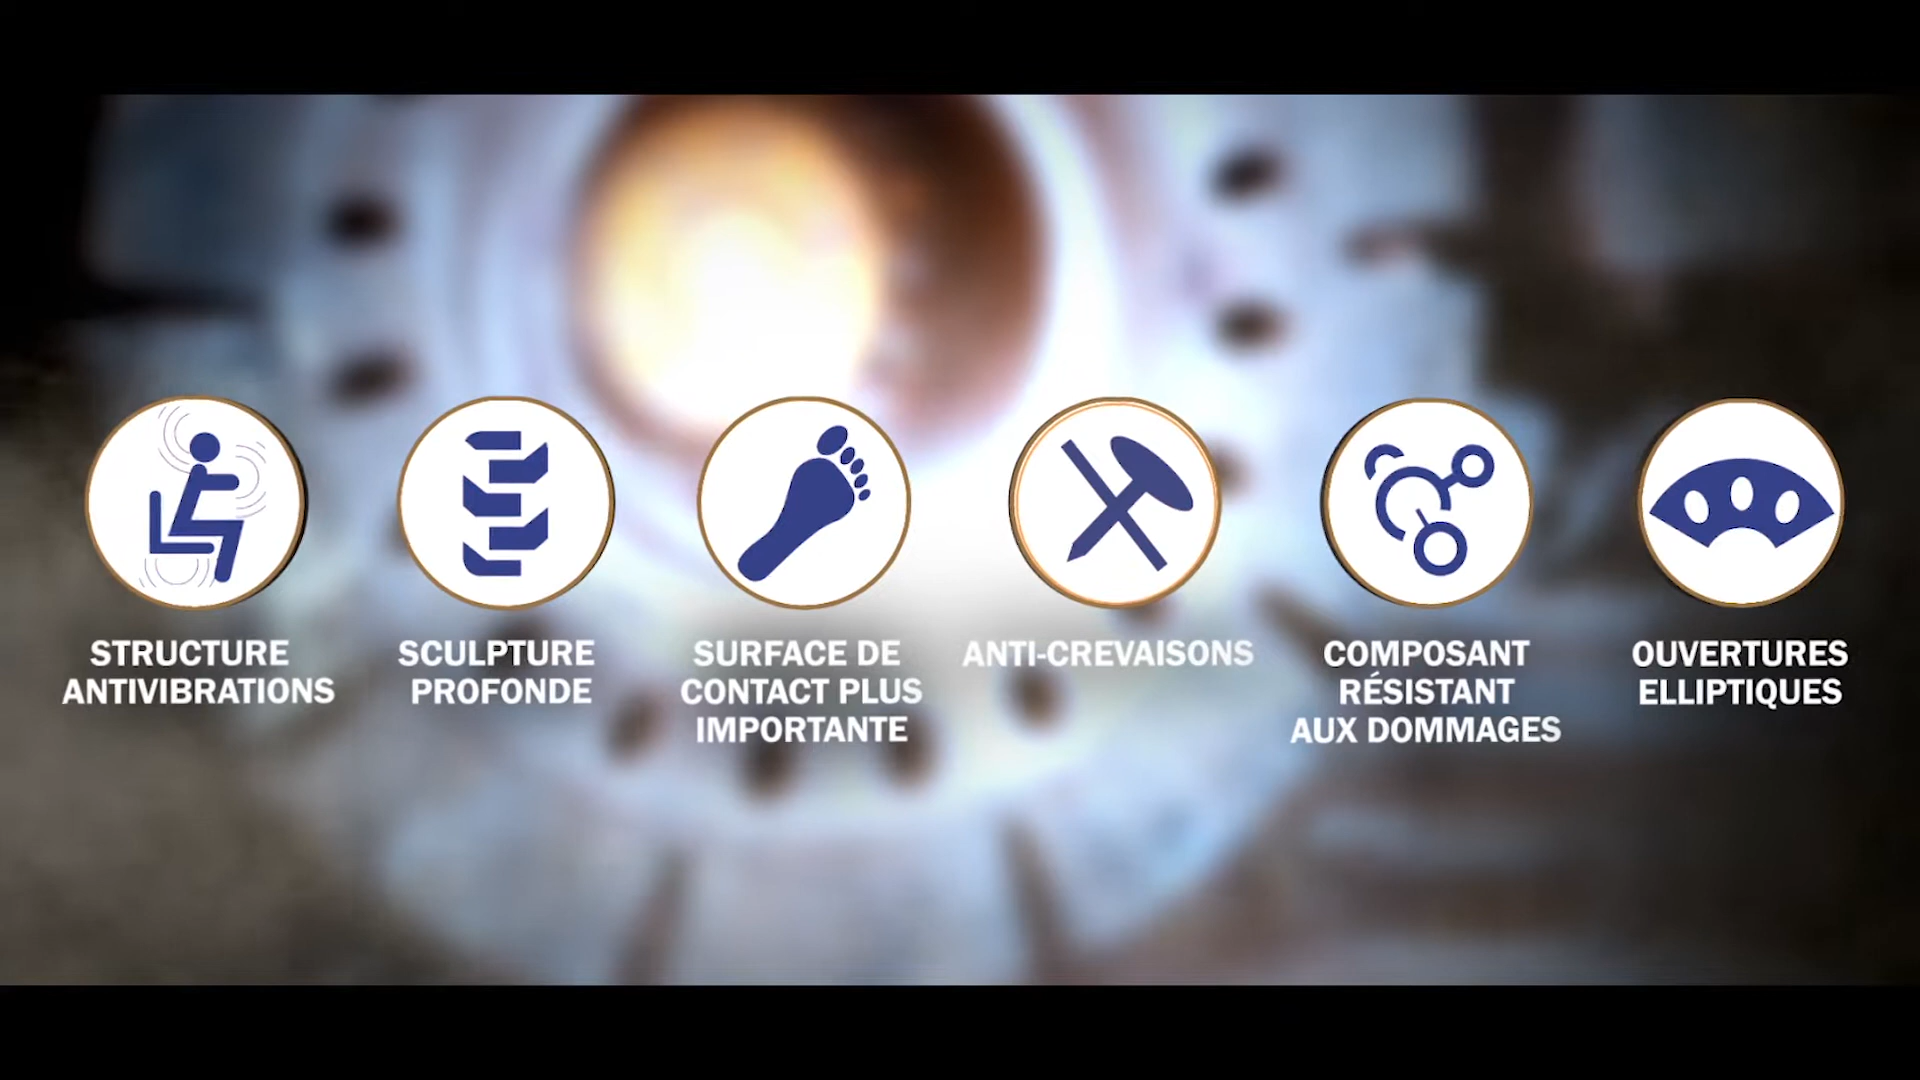 STRUCTURE
ANTIVIBRATIONS
SCULPTURE
PROFONDE
SURFACE DE
CONTACT PLUS
IMPORTANTE
ANTI-CREVAISONS
COMPOSANT
RÉSISTANT
AUX DOMMAGES
OUVERTURES
ELLIPTIQUES